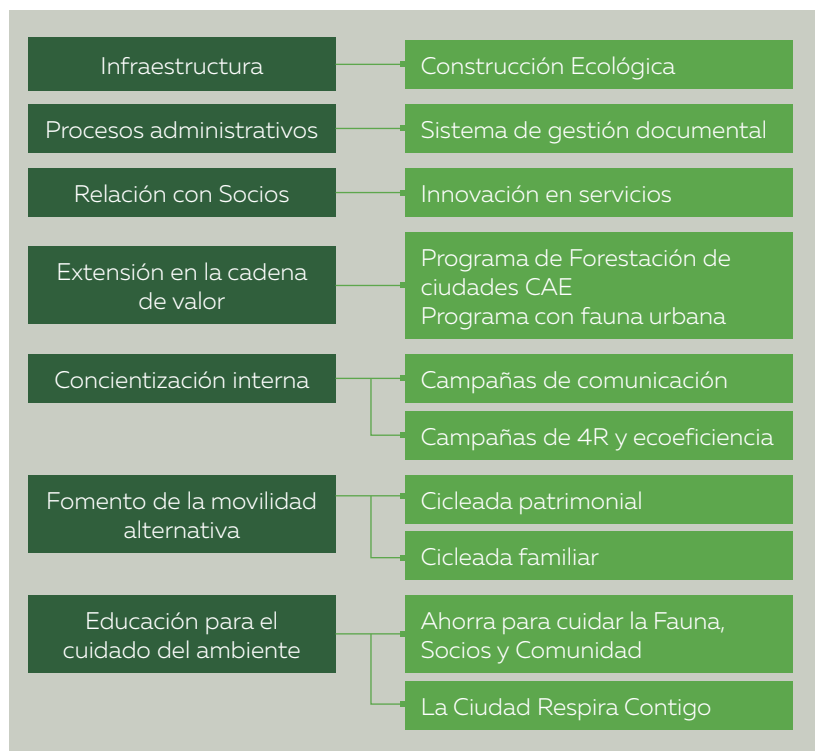 Infraestructura
Construcción Ecológica
Procesos administrativos
Sistema de gestión documental
Relación con Socios
Innovación en servicios
Extensión en la cadena
de valor
Programa de Forestación de
ciudades CAE
Programa con fauna urbana
Concientización interna
Campañas de comunicación
Campañas de 4R y ecoeficiencia
Fomento de la movilidad
alternativa
Cicleada patrimonial
Cicleada familiar
Educación para el
cuidado del ambiente
Ahorra para cuidar la Fauna,
Socios y Comunidad
La Ciudad Respira Contigo